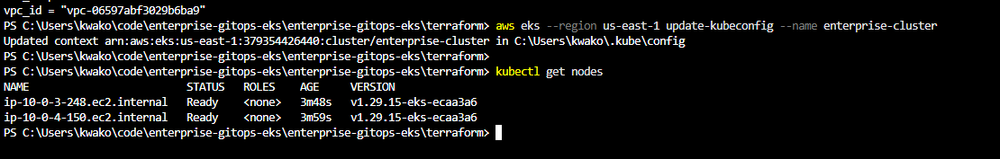 vpc_id = "vpc-06597abf3029b6ba9"
PS C:\Users\kwako\code\enterprise-gitops-eks\enterprise-gitops-eks\terraform> aws eks --region us-east-1 update-kubeconfig --name enterprise-cluster
Updated context arn:aws:eks:us-east-1:379354426440:cluster/enterprise-cluster in C:\Users\kwako\.kube\config
PS C:\Users\kwako\code\enterprise-gitops-eks\enterprise-gitops-eks\terraform>
PS C:\Users\kwako\code\enterprise-gitops-eks\enterprise-gitops-eks\terraform> kubectl get nodes
NAME STATUS ROLES AGE VERSION
ip-10-0-3-248.ec2.internal Ready <none> 3m48s v1.29.15-eks-ecaa3a6
ip-10-0-4-150.ec2.internal Ready <none> 3m59s v1.29.15-eks-ecaa3a6
PS C:\Users\kwako\code\enterprise-gitops-eks\enterprise-gitops-eks\terraform>